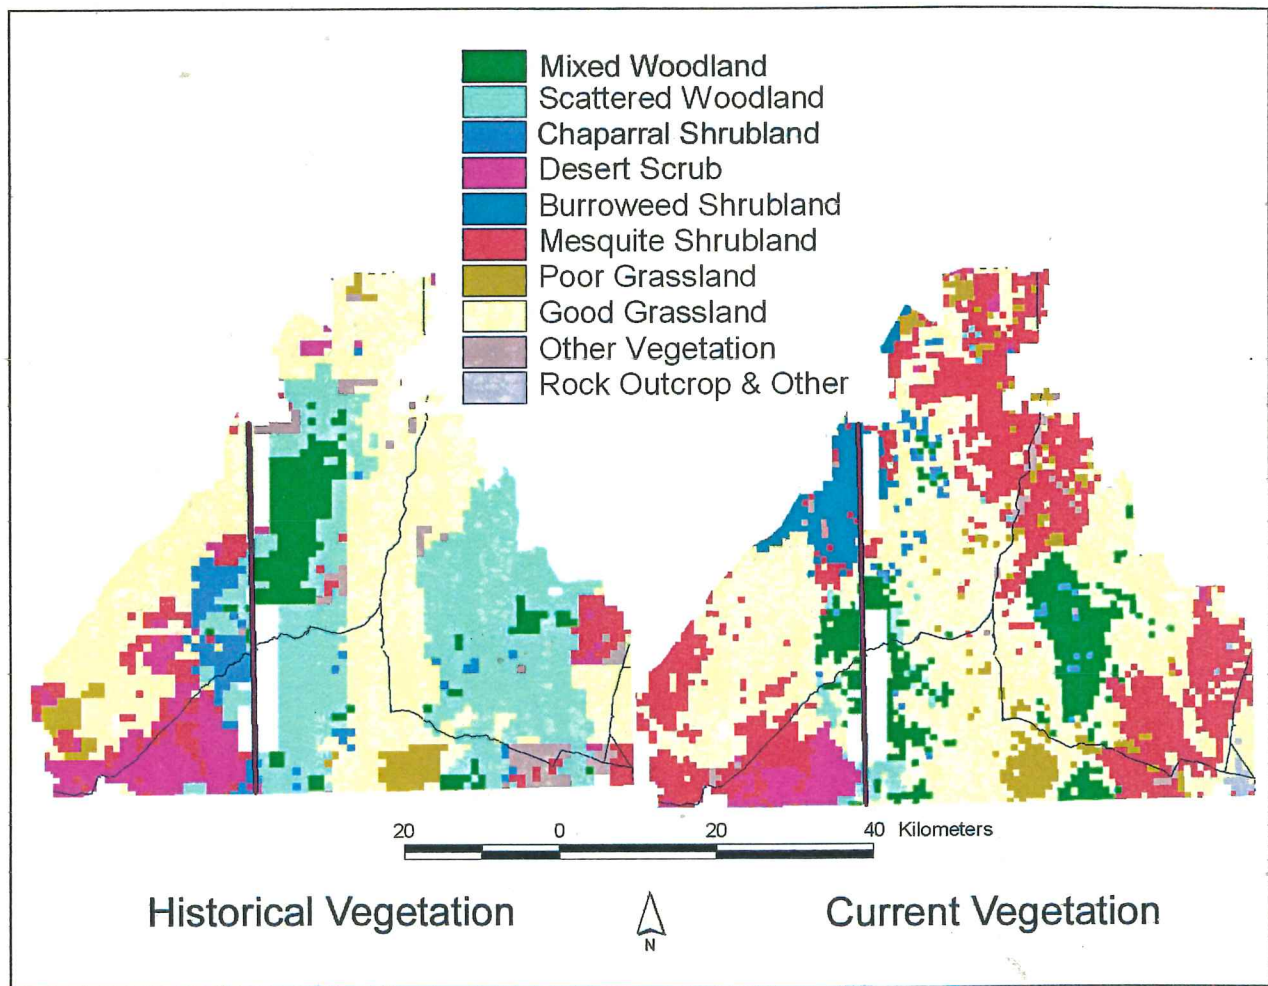 Mixed Woodland
Scattered Woodland
Chaparral Shrubland
Desert Scrub
Burroweed Shrubland
Mesquite Shrubland
Poor Grassland
Good Grassland
Other Vegetation
Rock Outcrop & Other
20 0 20 40 Kilometers
Historical Vegetation
N
Current Vegetation